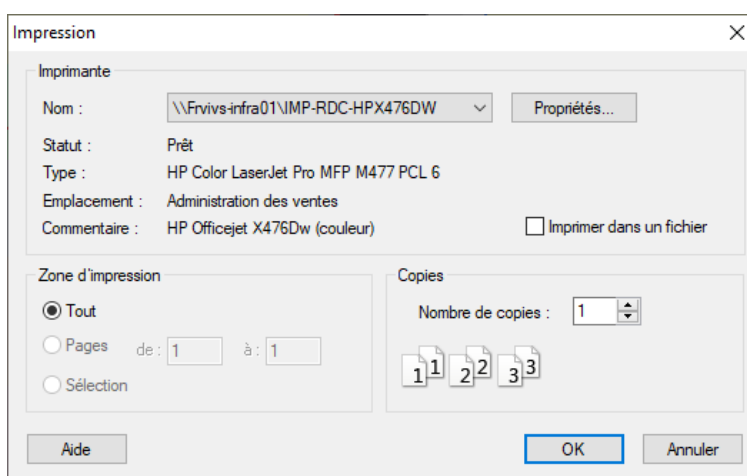 Impression
Imprimante
Nom : \\Frvivs-infra01\IMP-RDC-HPX476DW Propriétés...
Statut : Prêt
Type : HP Color LaserJet Pro MFP M477 PCL 6
Emplacement : Administration des ventes
Commentaire : HP Officejet X476Dw (couleur) Imprimer dans un fichier
Zone d'impression
Tout
Pages de : 1 à : 1
Sélection
Copies
Nombre de copies : 1
1 1 2 2 3 3
Aide OK Annuler